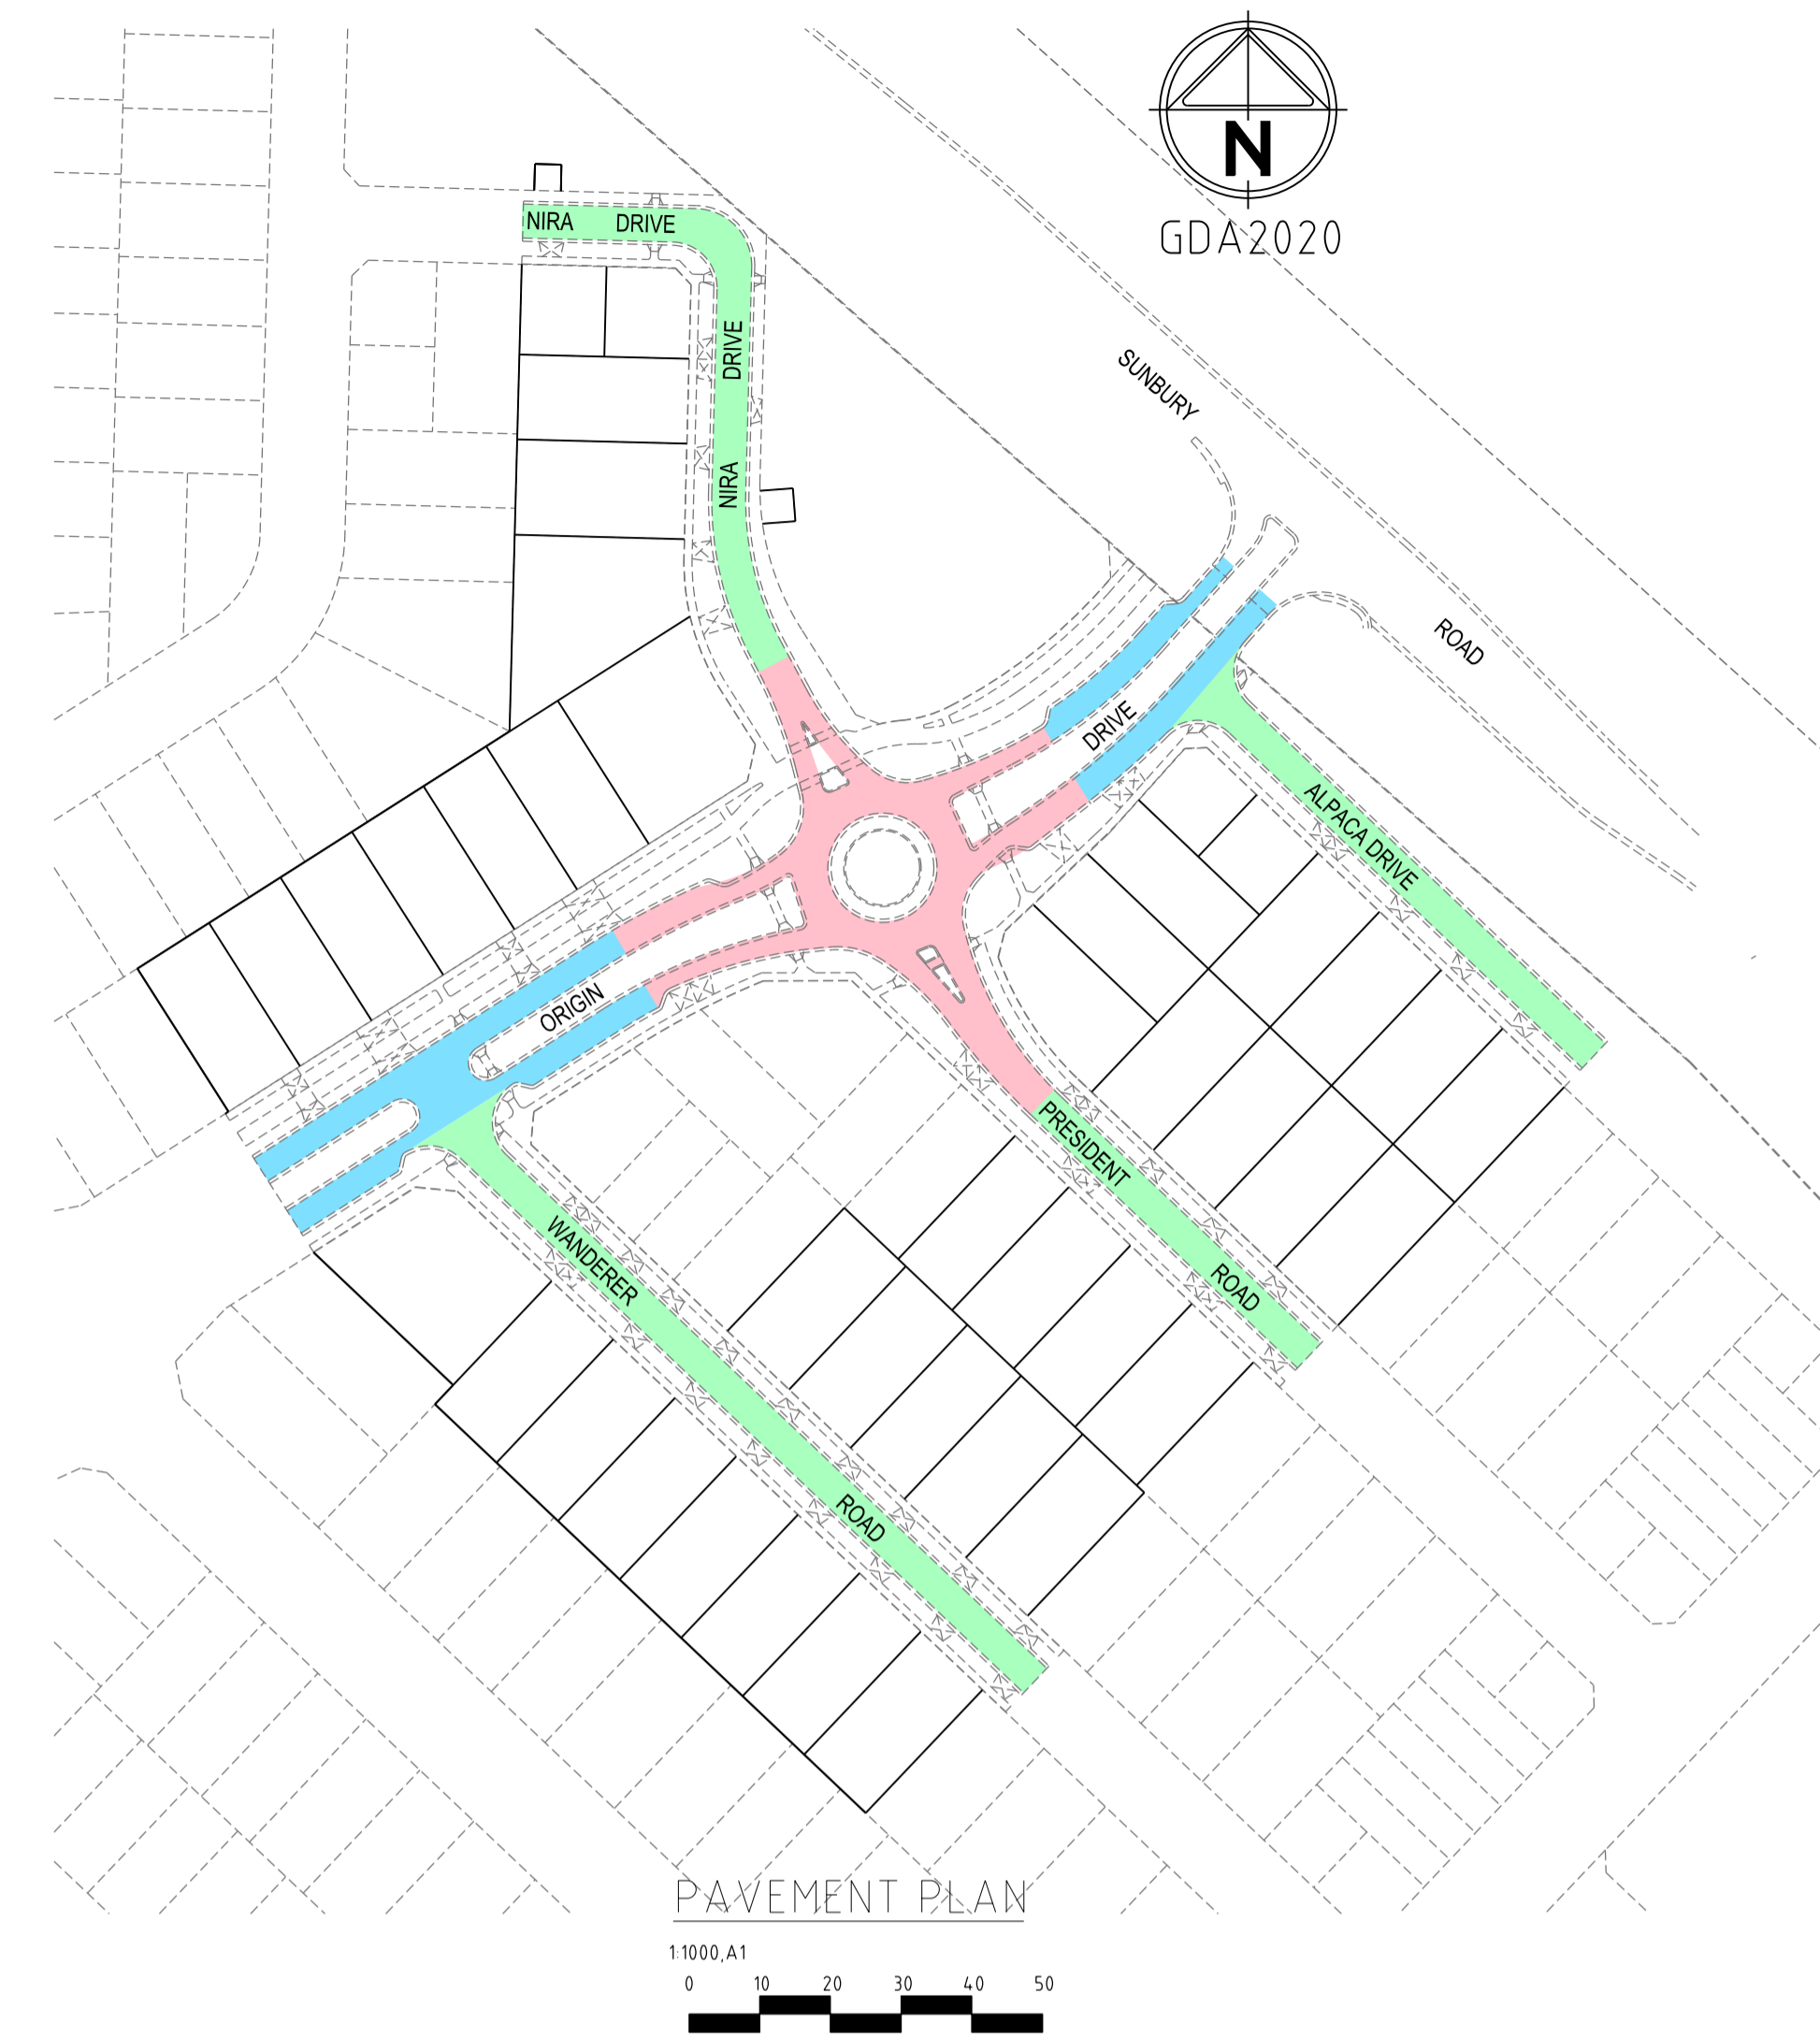 N
GDA2020
NIRA DRIVE
NIRA DRIVE
SUNBURY ROAD
ORIGIN DRIVE
ALPACA DRIVE
PRESIDENT ROAD
WANDERER ROAD
PAVEMENT PLAN
1:1000,A1
0 10 20 30 40 50